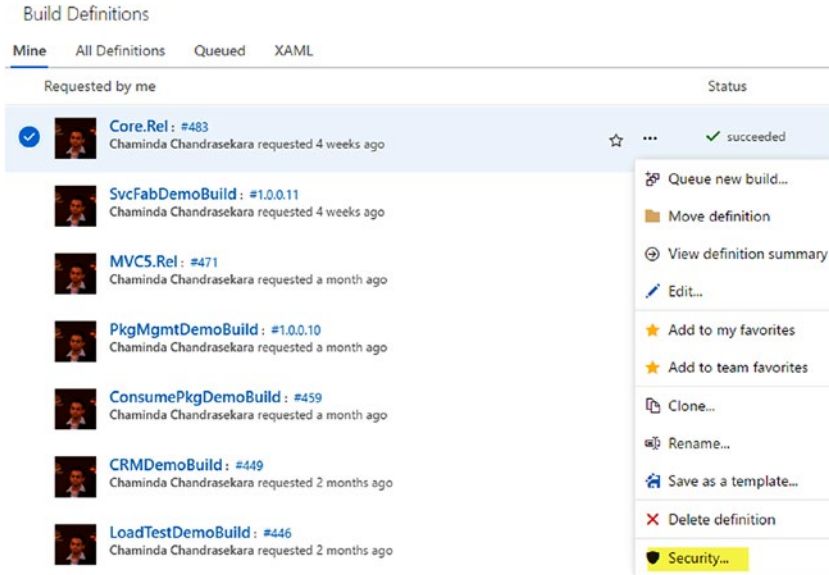 Build Definitions
Mine All Definitions Queued XAML
Requested by me Status
Core.Rel : #483
Chaminda Chandrasekara requested 4 weeks ago
succeeded
SvcFabDemoBuild : #1.0.0.11
Chaminda Chandrasekara requested 4 weeks ago
MVC5.Rel : #471
Chaminda Chandrasekara requested a month ago
PkgMgmtDemoBuild : #1.0.0.10
Chaminda Chandrasekara requested a month ago
ConsumePkgDemoBuild : #459
Chaminda Chandrasekara requested a month ago
CRMDemoBuild : #449
Chaminda Chandrasekara requested 2 months ago
LoadTestDemoBuild : #446
Chaminda Chandrasekara requested 2 months ago
Queue new build...
Move definition
View definition summary
Edit...
Add to my favorites
Add to team favorites
Clone...
Rename...
Save as a template...
Delete definition
Security...